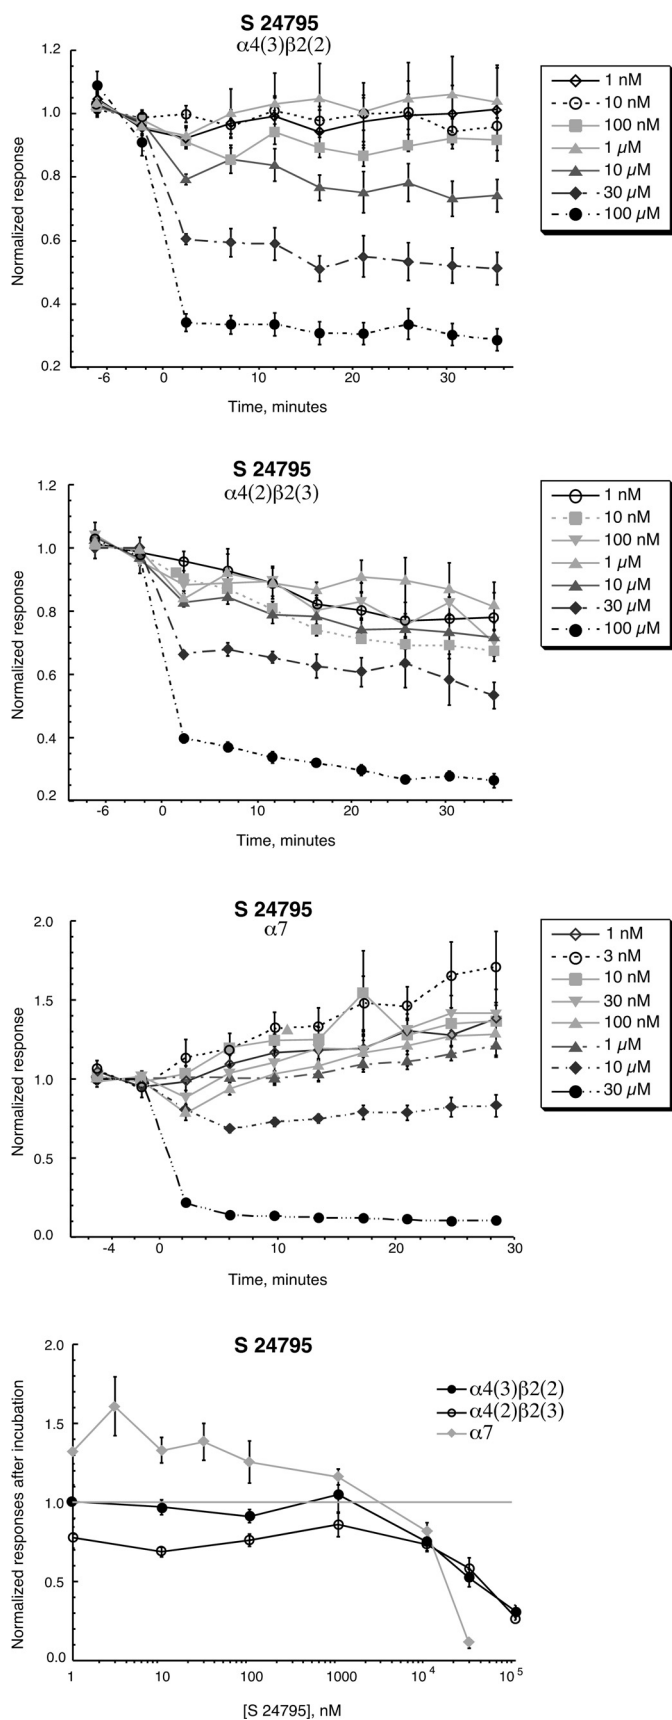 S 24795
α4(3)β2(2)
1.2
1.0
0.8
0.6
0.4
0.2
Normalized response
-6 0 10 20 30
Time, minutes
1 nM
10 nM
100 nM
1 µM
10 µM
30 µM
100 µM
S 24795
α4(2)β2(3)
1.2
1.0
0.8
0.6
0.4
0.2
Normalized response
-6 0 10 20 30
Time, minutes
1 nM
10 nM
100 nM
1 µM
10 µM
30 µM
100 µM
S 24795
α7
2.0
1.5
1.0
0.5
0.0
Normalized response
-4 0 10 20 30
Time, minutes
1 nM
3 nM
10 nM
30 nM
100 nM
1 µM
10 µM
30 µM
S 24795
2.0
1.5
1.0
0.5
0.0
Normalized responses after incubation
α4(3)β2(2)
α4(2)β2(3)
α7
1 10 100 1000 10⁴ 10⁵
[S 24795], nM